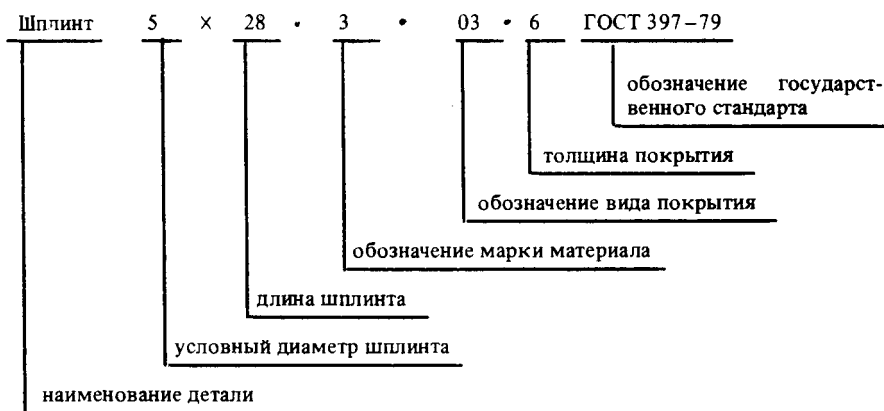 Шплинт 5 × 28 . 3 . 03 . 6 ГОСТ 397–79
обозначение государст-
венного стандарта
толщина покрытия
обозначение вида покрытия
обозначение марки материала
длина шплинта
условный диаметр шплинта
наименование детали